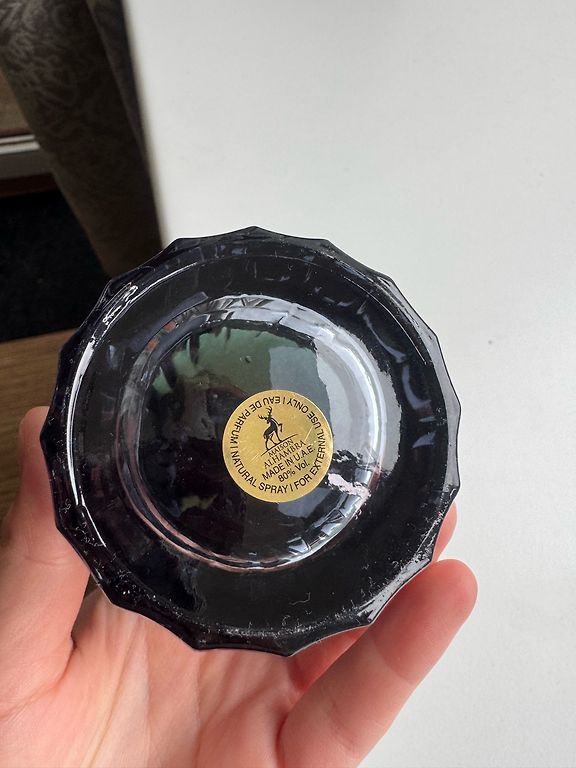 MAISON
ALHAMBRA
MADE IN U.A.E.
80% Vol.
NATURAL SPRAY | FOR EXTERNAL USE ONLY | EAU DE PARFUM |